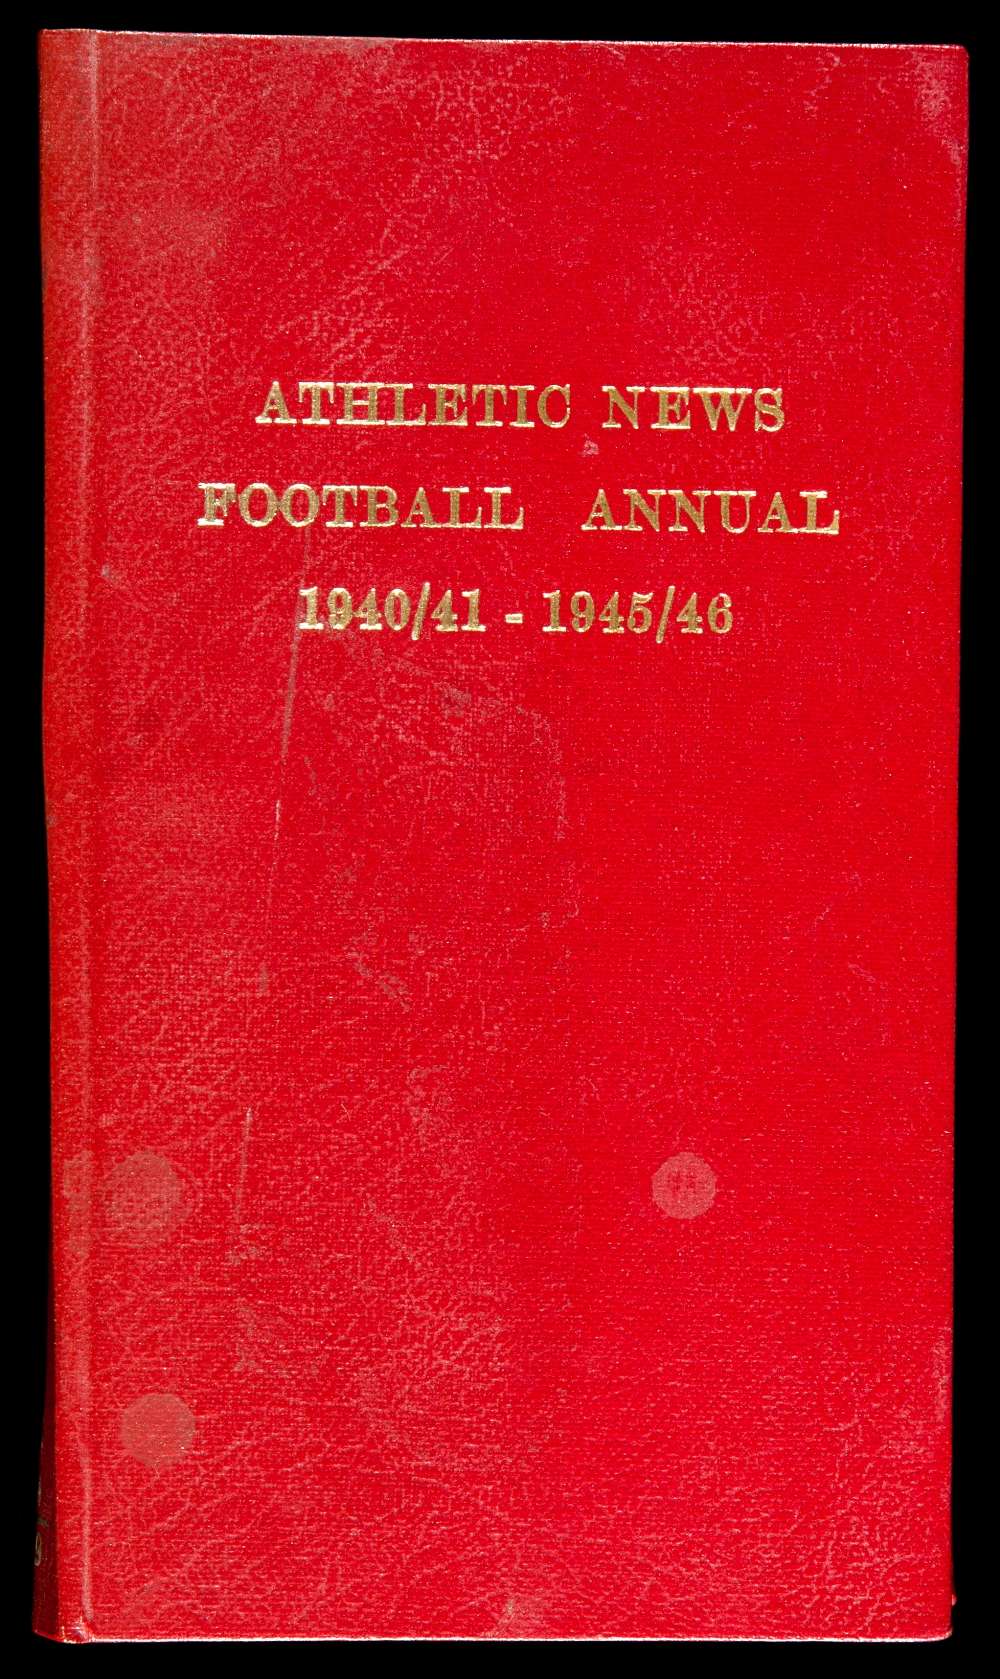 ATHLETIC NEWS
FOOTBALL ANNUAL
1940/41 - 1945/46